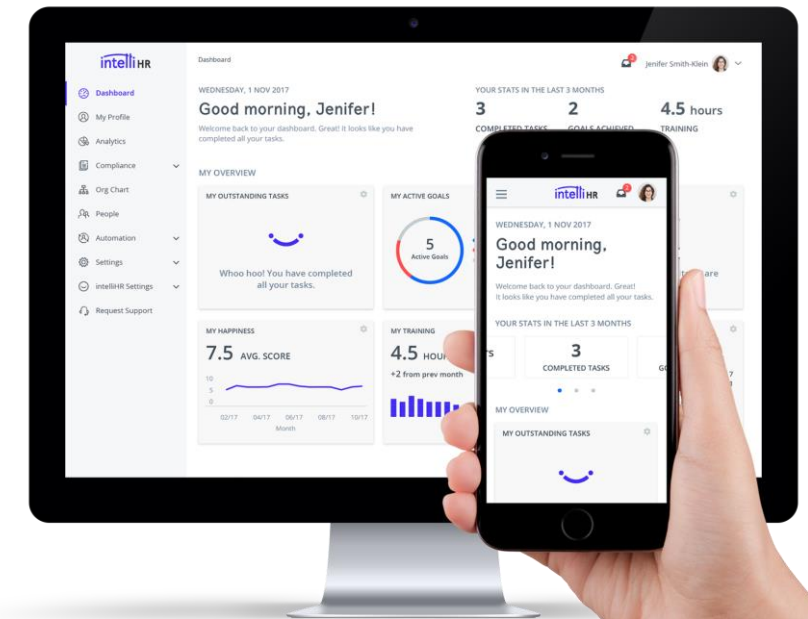 intelliHR
Dashboard
2
Jenifer Smith-Klein
Dashboard
My Profile
Analytics
Compliance
Org Chart
People
Automation
Settings
intelliHR Settings
Request Support
WEDNESDAY, 1 NOV 2017
Good morning, Jenifer!
Welcome back to your dashboard. Great! It looks like you have
completed all your tasks.
YOUR STATS IN THE LAST 3 MONTHS
3
COMPLETED TASKS
2
GOALS ACHIEVED
4.5 hours
TRAINING
MY OVERVIEW
MY OUTSTANDING TASKS
Whoo hoo! You have completed
all your tasks.
MY ACTIVE GOALS
5
Active Goals
are
MY HAPPINESS
7.5 AVG. SCORE
10
5
0
02/17 04/17 06/17 08/17 10/17
Month
MY TRAINING
4.5
+2 from prev month
intelliHR
2
WEDNESDAY, 1 NOV 2017
Good morning,
Jenifer!
Welcome back to your dashboard. Great!
It looks like you have completed all your tasks.
YOUR STATS IN THE LAST 3 MONTHS
3
COMPLETED TASKS
MY OVERVIEW
MY OUTSTANDING TASKS